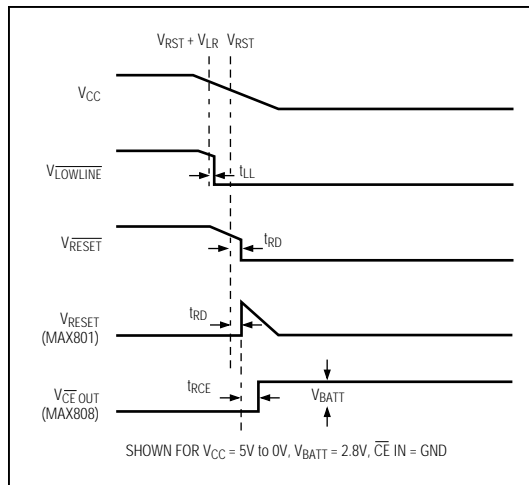 VRST + VLR VRST
VCC
VLOWLINE
tLL
VRESET
tRD
VRESET
(MAX801)
tRD
VCE OUT
(MAX808)
tRCE
VBATT
SHOWN FOR VCC = 5V to 0V, VBATT = 2.8V, CE IN = GND